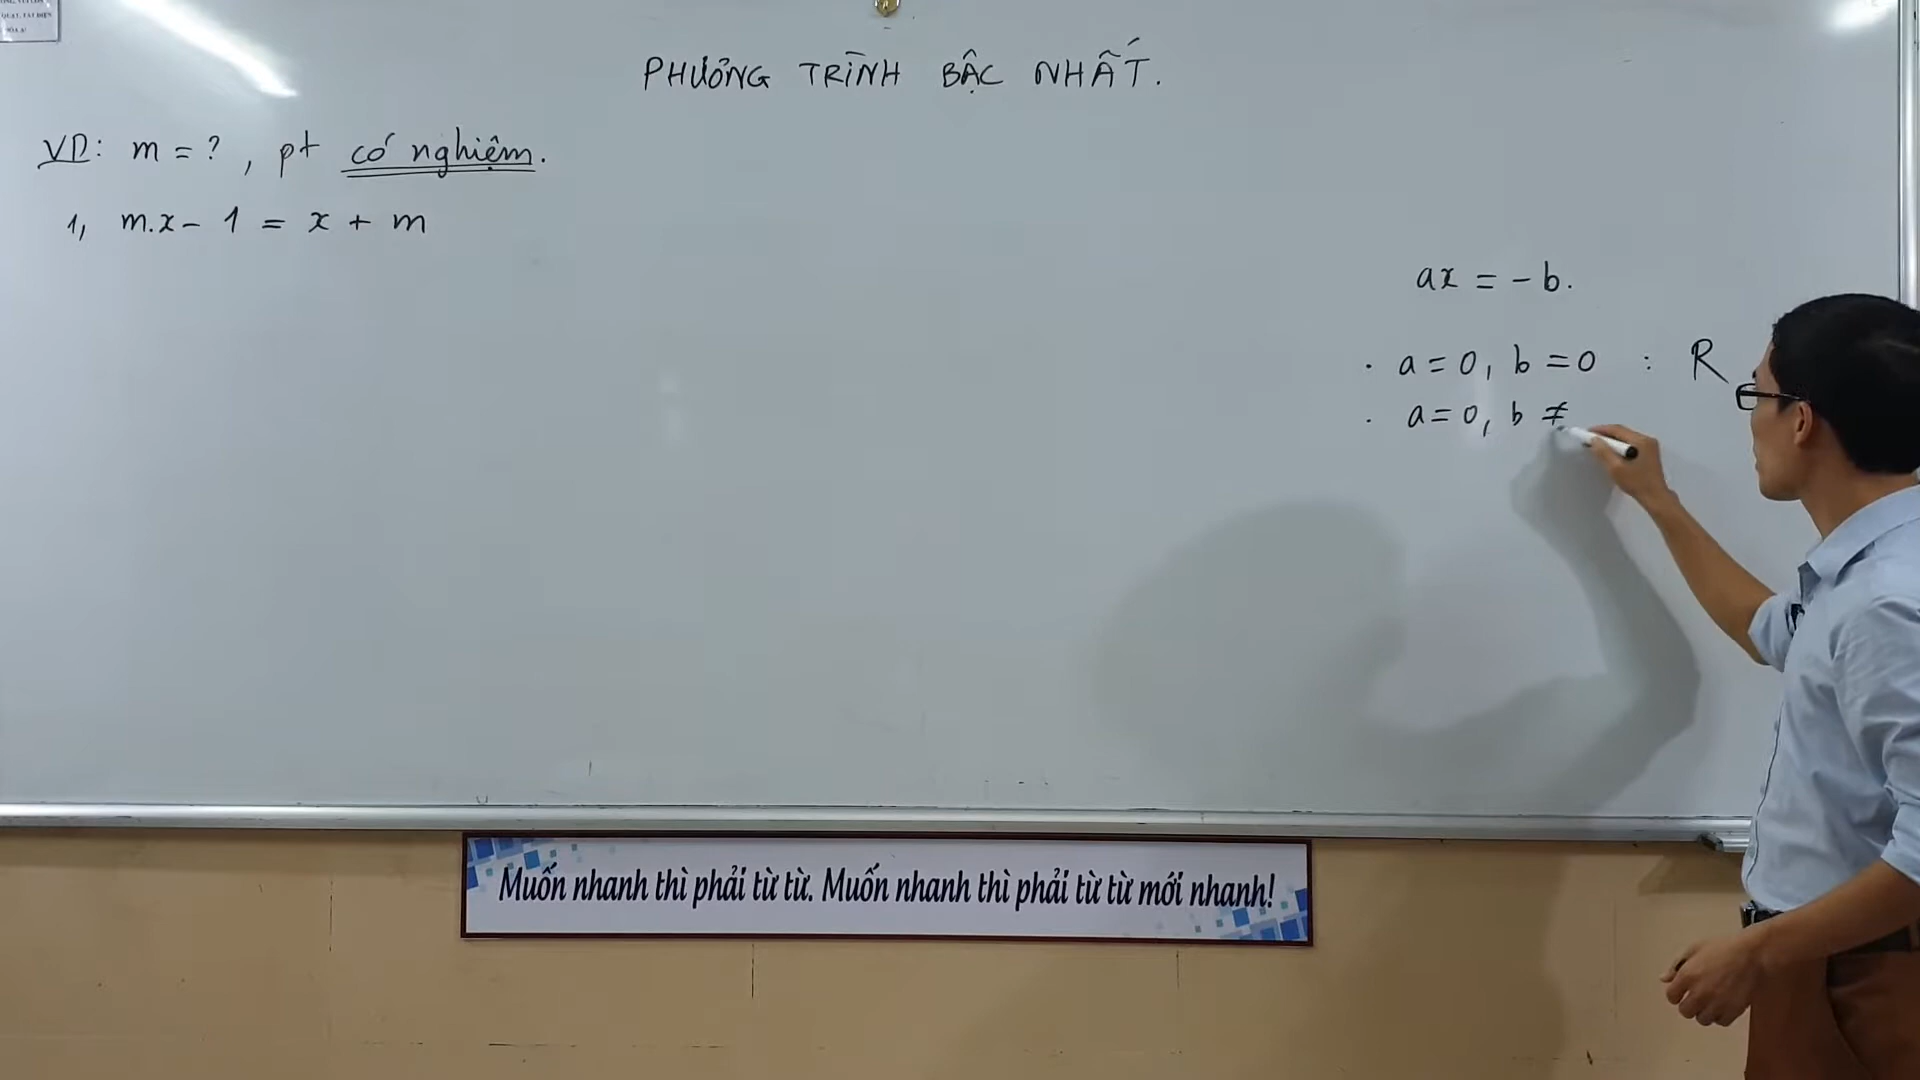 PHƯƠNG TRÌNH BẬC NHẤT.
VD: m = ?, pt có nghiệm.
1, m.x - 1 = x + m
ax = -b.
· a = 0, b = 0 : R
· a = 0, b ≠
Muốn nhanh thì phải từ từ. Muốn nhanh thì phải từ từ mới nhanh!